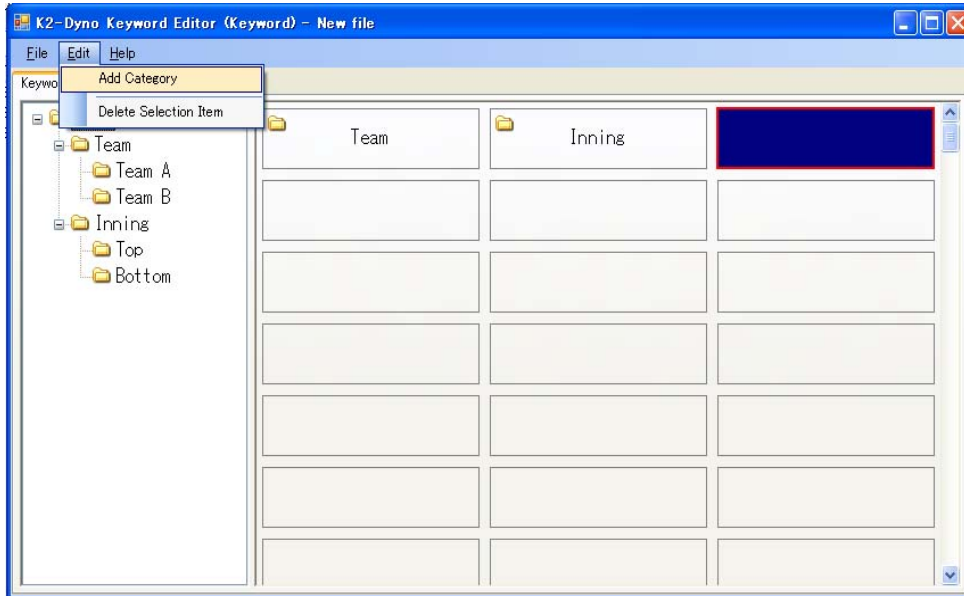 K2-Dyno Keyword Editor (Keyword) - New file
File Edit Help
Add Category
Delete Selection Item
Keywo
Team
Team A
Team B
Inning
Top
Bottom
Team
Inning